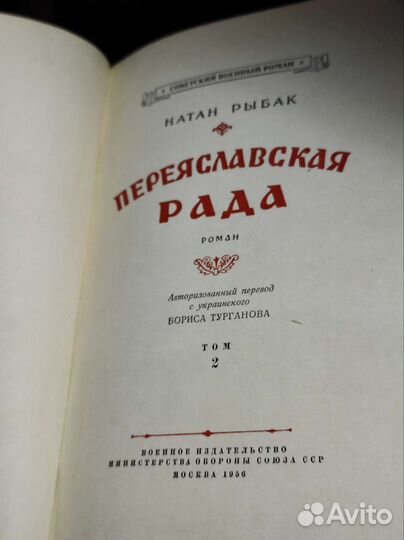 СОВЕТСКИЙ ВОЕННЫЙ РОМАН
НАТАН РЫБАК
ПЕРЕЯСЛАВСКАЯ
РАДА
РОМАН
Авторизованный перевод
с украинского
БОРИСА ТУРГАНОВА
ТОМ
2
ВОЕННОЕ ИЗДАТЕЛЬСТВО
МИНИСТЕРСТВА ОБОРОНЫ СОЮЗА ССР
МОСКВА 1956
Avito